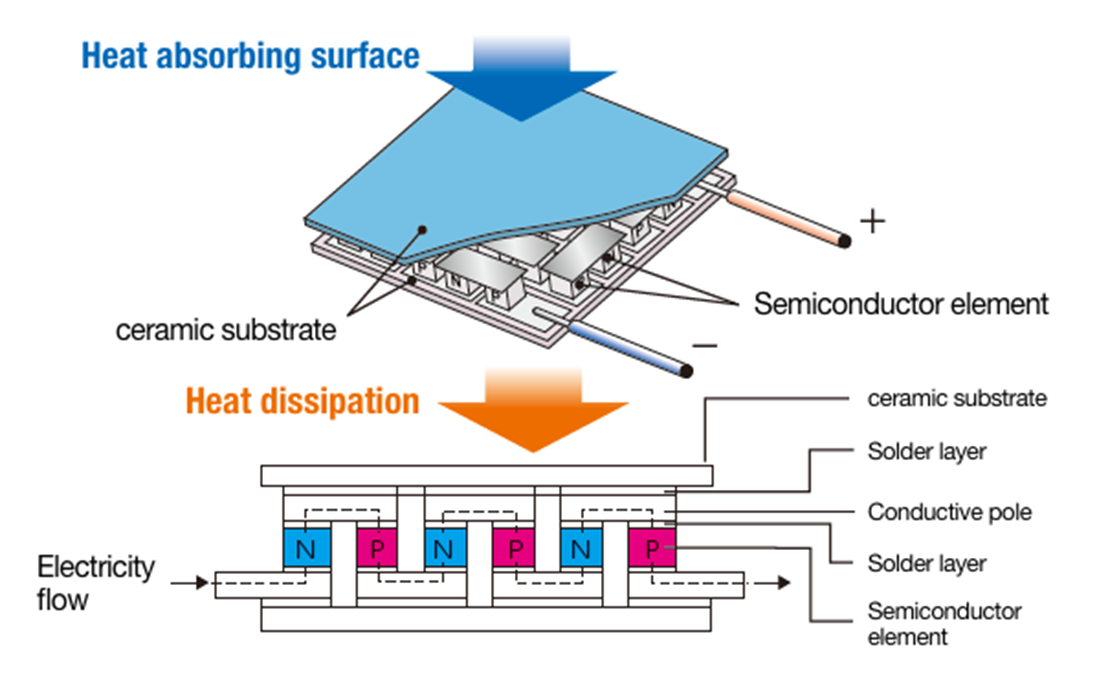 Heat absorbing surface
+
Semiconductor element
ceramic substrate
−
Heat dissipation
ceramic substrate
Solder layer
Conductive pole
Solder layer
Semiconductor
element
Electricity
flow
N P N P N P